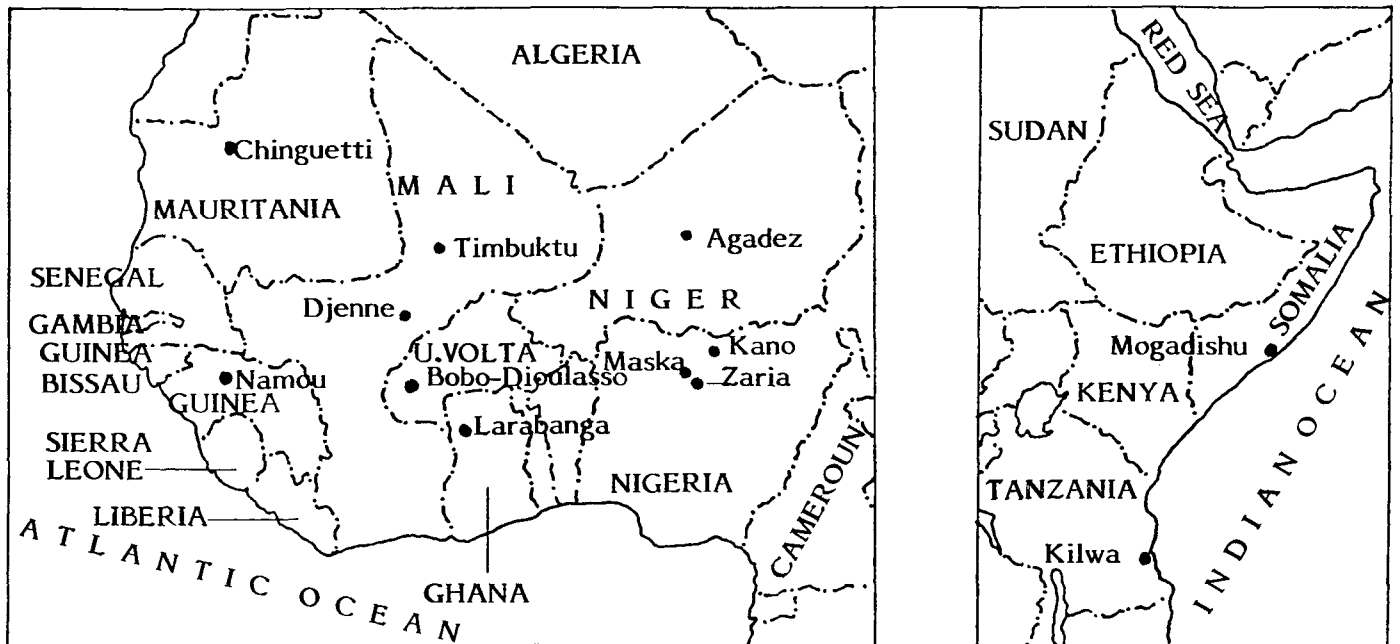 ALGERIA
Chinguetti
MALI
MAURITANIA
Timbuktu
Agadez
SENEGAL
Djenne
NIGER
GAMBIA
GUINEA
BISSAU
U.VOLTA
Maska
Kano
Namou
Bobo-Dioulasso
Zaria
GUINEA
Larabanga
SIERRA
LEONE
NIGERIA
LIBERIA
CAMEROUN
GHANA
ATLANTIC OCEAN
RED SEA
SUDAN
ETHIOPIA
SOMALIA
Mogadishu
KENYA
TANZANIA
Kilwa
INDIAN OCEAN